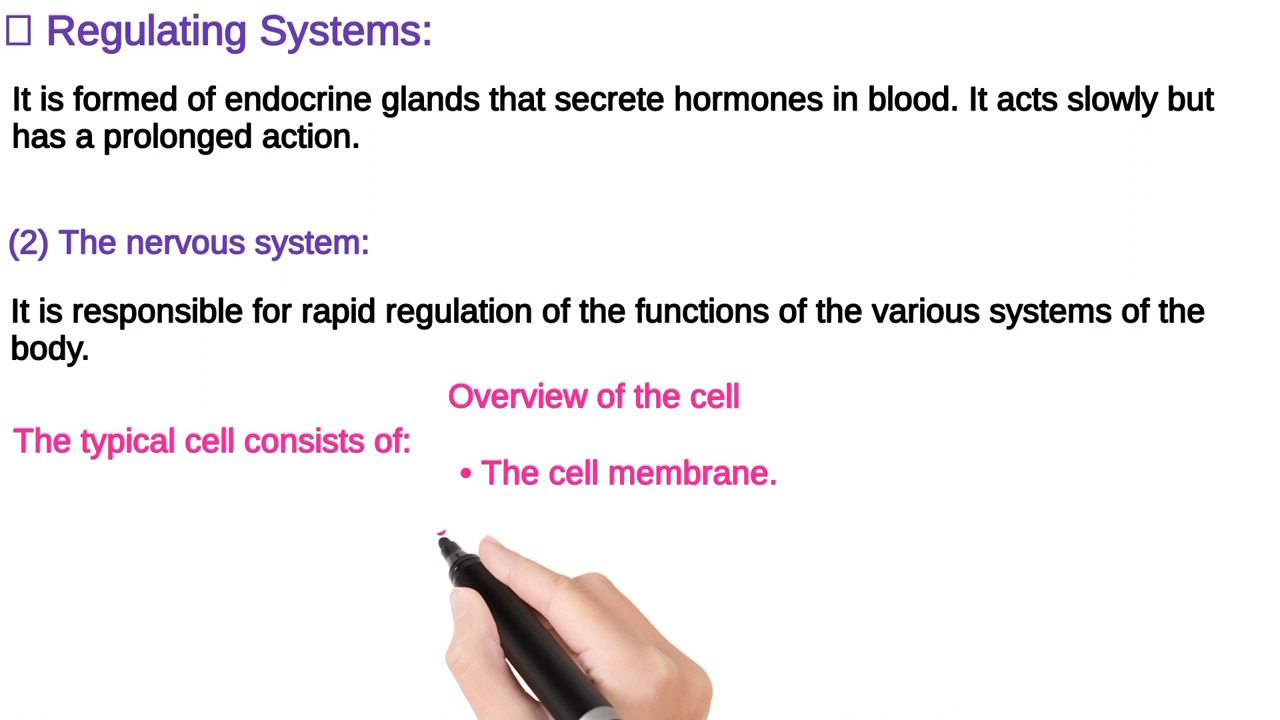 Regulating Systems:
It is formed of endocrine glands that secrete hormones in blood. It acts slowly but
has a prolonged action.
(2) The nervous system:
It is responsible for rapid regulation of the functions of the various systems of the
body.
Overview of the cell
The typical cell consists of:
• The cell membrane.